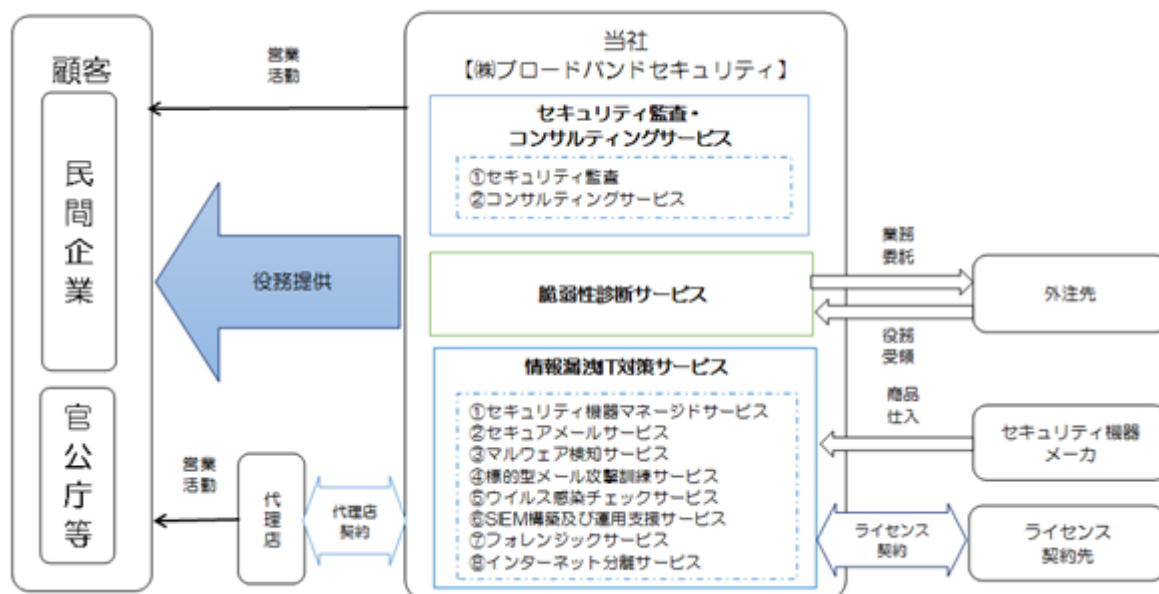 顧客
民間企業
官公庁等
営業
活動
役務提供
営業
活動
代理店
代理店
契約
当社
【㈱ブロードバンドセキュリティ】
セキュリティ監査・
コンサルティングサービス
①セキュリティ監査
②コンサルティングサービス
脆弱性診断サービス
情報漏洩IT対策サービス
①セキュリティ機器マネージドサービス
②セキュアメールサービス
③マルウェア検知サービス
④標的型メール攻撃訓練サービス
⑤ウイルス感染チェックサービス
⑥SIEM構築及び運用支援サービス
⑦フォレンジックサービス
⑧インターネット分離サービス
業務
委託
外注先
役務
受領
商品
仕入
セキュリティ機器
メーカ
ライセンス
契約
ライセンス
契約先